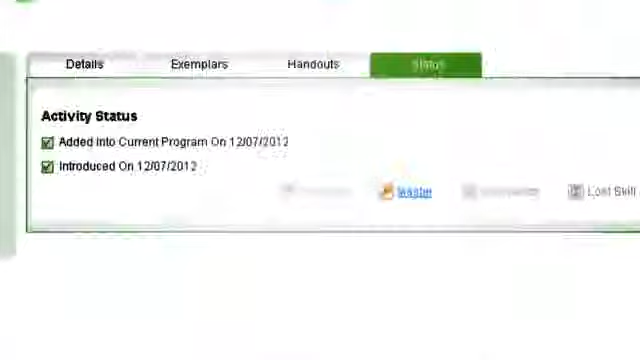 Details Exemplars Handouts Status
Activity Status
Added Into Current Program On 12/07/2012
Introduced On 12/07/2012
Master Lost Skill